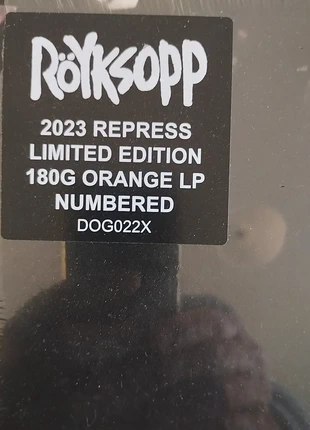 RÖYKSOPP
2023 REPRESS
LIMITED EDITION
180G ORANGE LP
NUMBERED
DOG022X